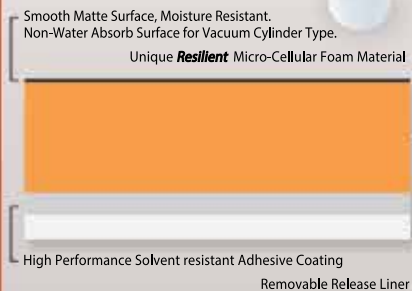 Smooth Matte Surface, Moisture Resistant.
Non-Water Absorb Surface for Vacuum Cylinder Type.
Unique Resilient Micro-Cellular Foam Material
High Performance Solvent resistant Adhesive Coating
Removable Release Liner